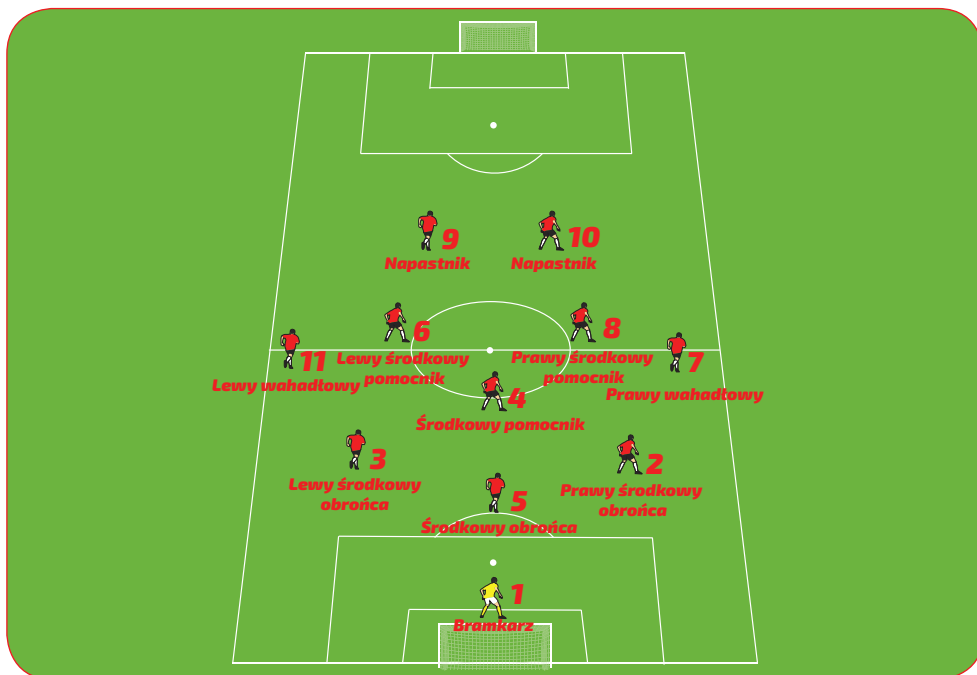 9
Napastnik
10
Napastnik
6
Lewy środkowy
pomocnik
8
Prawy środkowy
pomocnik
11
Lewy wahadłowy
7
Prawy wahadłowy
4
Środkowy pomocnik
3
Lewy środkowy
obrońca
2
Prawy środkowy
obrońca
5
Środkowy obrońca
1
Bramkarz